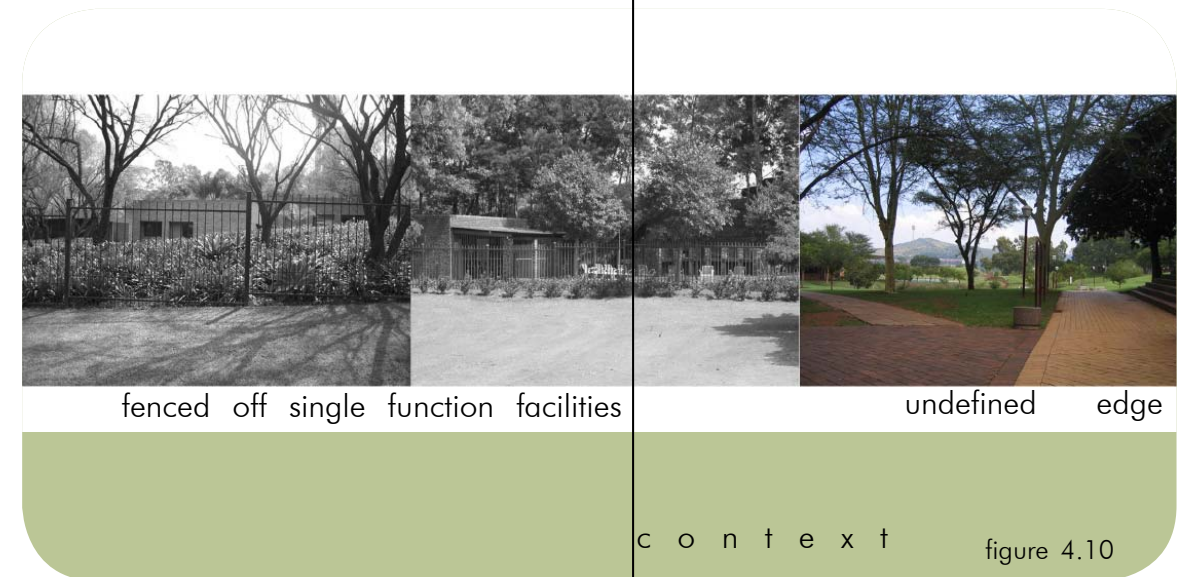 fenced off single function facilities
undefined edge
context
figure 4.10